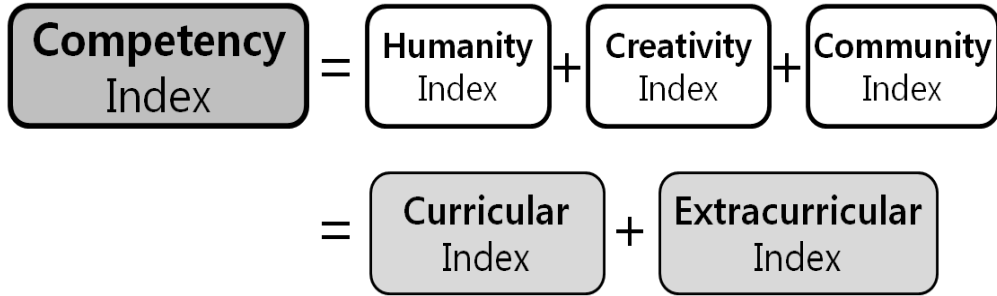 Competency Index = Humanity Index + Creativity Index + Community Index
= Curricular Index + Extracurricular Index